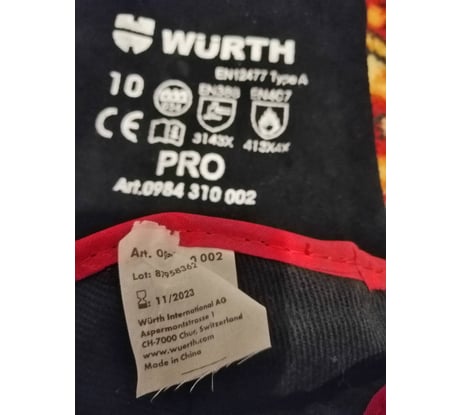 WÜRTH
EN12477 Type A
10 EN388 EN407
CE 3143X 413X4X
PRO
Art.0984 310 002
Art. 002
Lot:
11/2023
Würth International AG
Aspermontstrasse 1
CH-7000 Chur, Switzerland
www.wuerth.com
Made in China